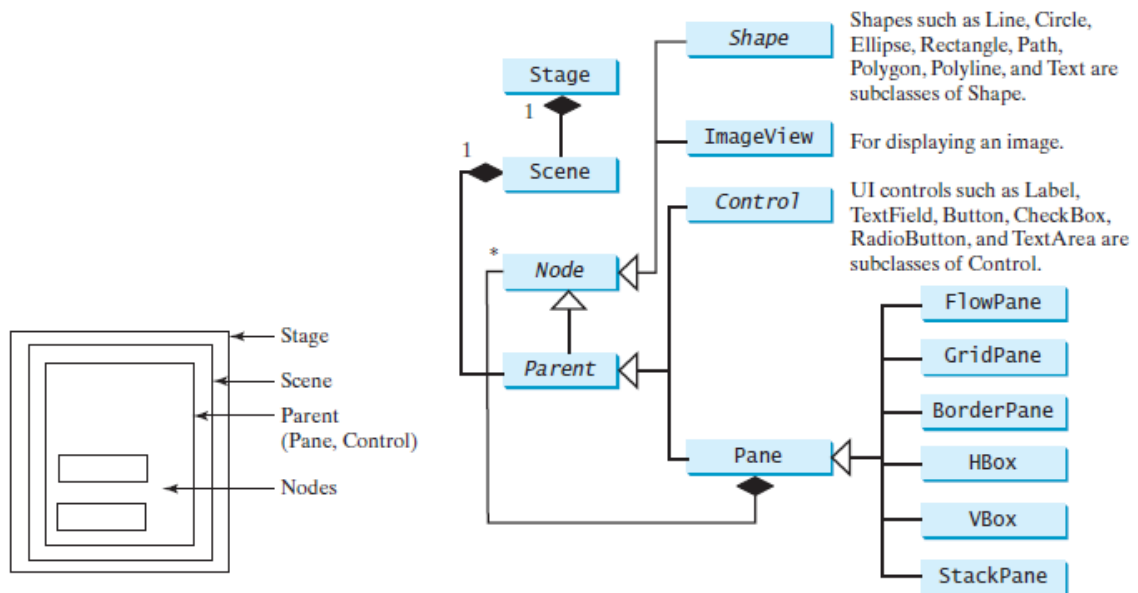 Stage
Scene
Parent
(Pane, Control)
Nodes
Stage
1
1
Scene
*
Node
Parent
Shape
Shapes such as Line, Circle,
Ellipse, Rectangle, Path,
Polygon, Polyline, and Text are
subclasses of Shape.
ImageView
For displaying an image.
Control
UI controls such as Label,
TextField, Button, CheckBox,
RadioButton, and TextArea are
subclasses of Control.
Pane
FlowPane
GridPane
BorderPane
HBox
VBox
StackPane